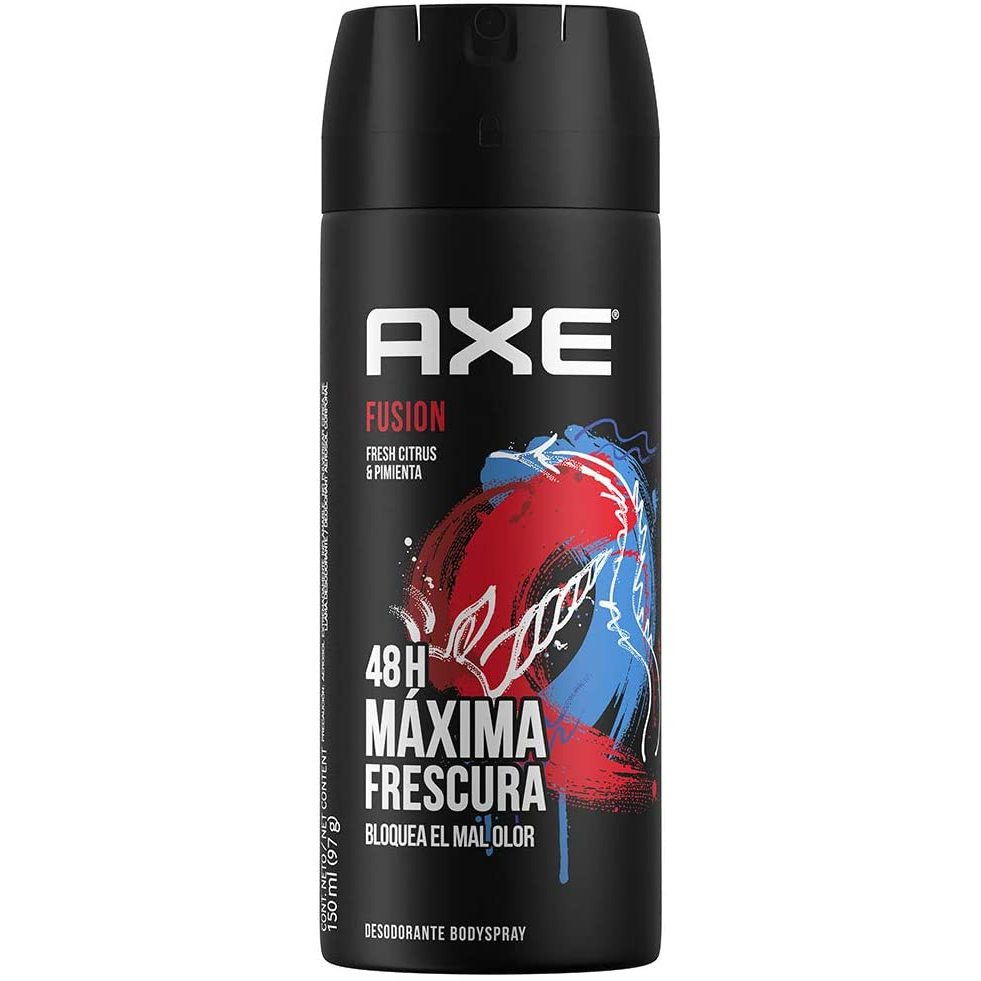 AXE®
FUSION
FRESH CITRUS
& PIMIENTA
48 H
MÁXIMA
FRESCURA
BLOQUEA EL MAL OLOR
DESODORANTE BODYSPRAY
CONT. NETO / NET CONTENT
150 ml (97 g)